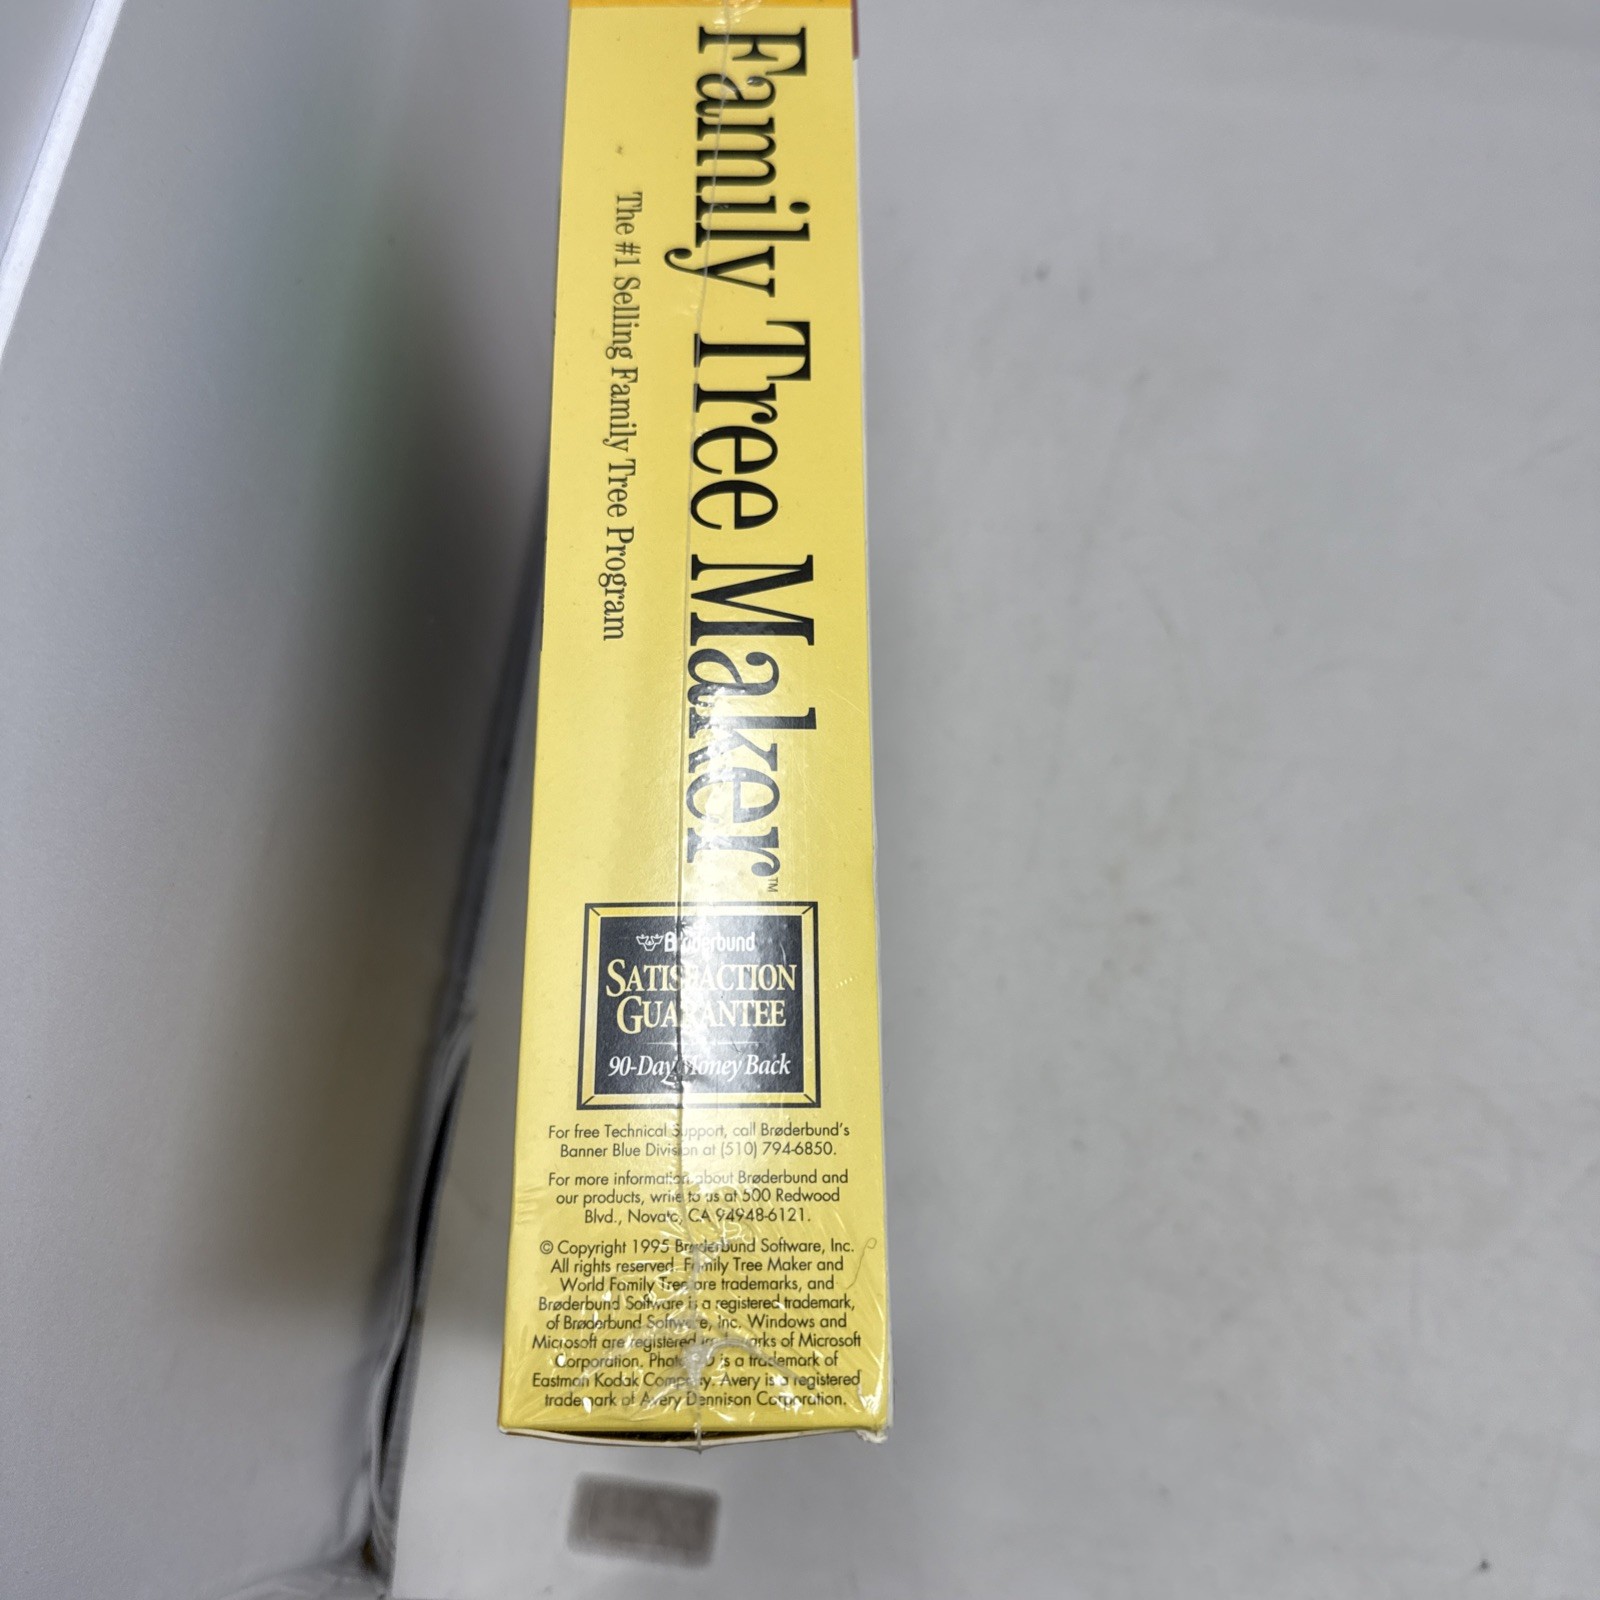 Family Tree Maker™
The #1 Selling Family Tree Program
Brøderbund
SATISFACTION
GUARANTEE
90-Day Money Back
For free Technical Support, call Brøderbund's
Banner Blue Division at (510) 794-6850.
For more information about Brøderbund and
our products, write to us at 500 Redwood
Blvd., Novato, CA 94948-6121.
© Copyright 1995 Brøderbund Software, Inc.
All rights reserved. Family Tree Maker and
World Family Tree are trademarks, and
Brøderbund Software is a registered trademark,
of Brøderbund Software, Inc. Windows and
Microsoft are registered trademarks of Microsoft
Corporation. Photo CD is a trademark of
Eastman Kodak Company. Avery is a registered
trademark of Avery Dennison Corporation.